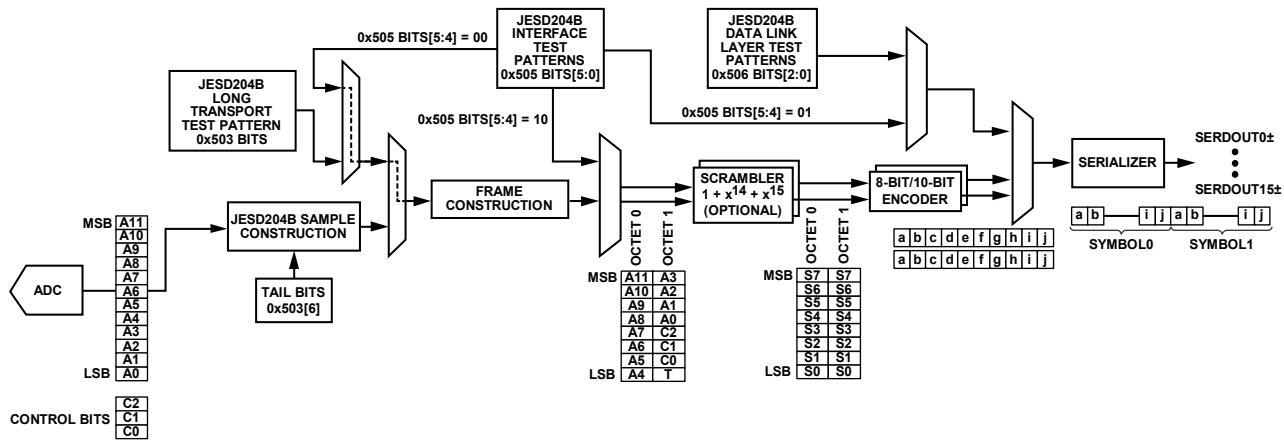 JESD204B
LONG
TRANSPORT
TEST PATTERN
0x503 BITS
0x505 BITS[5:4] = 00
JESD204B
INTERFACE
TEST
PATTERNS
0x505 BITS[5:0]
JESD204B
DATA LINK
LAYER TEST
PATTERNS
0x506 BITS[2:0]
0x505 BITS[5:4] = 10
0x505 BITS[5:4] = 01
ADC
MSB
A11
A10
A9
A8
A7
A6
A5
A4
A3
A2
A1
LSB A0
CONTROL BITS
C2
C1
C0
JESD204B SAMPLE
CONSTRUCTION
TAIL BITS
0x503[6]
FRAME
CONSTRUCTION
OCTET 0
OCTET 1
MSB A11 A3
A10 A2
A9 A1
A8 A0
A7 C2
A6 C1
A5 C0
LSB A4 T
SCRAMBLER
1 + x14 + x15
(OPTIONAL)
OCTET 0
OCTET 1
MSB S7 S7
S6 S6
S5 S5
S4 S4
S3 S3
S2 S2
S1 S1
LSB S0 S0
8-BIT/10-BIT
ENCODER
a b c d e f g h i j
a b c d e f g h i j
SERIALIZER
SERDOUT0±
SERDOUT15±
a b i j a b i j
SYMBOL0 SYMBOL1